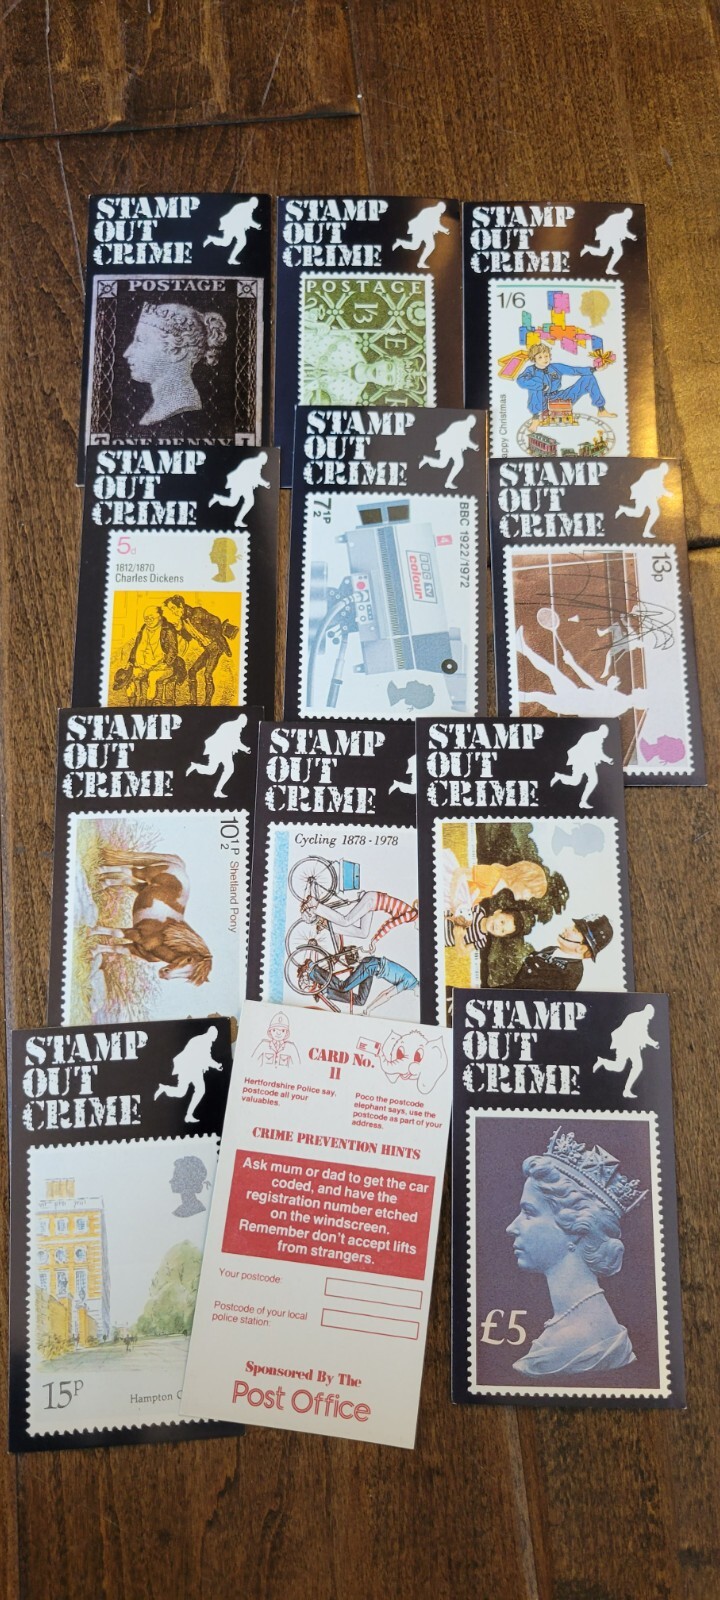 STAMP
OUT
CRIME
POSTAGE
ONE PENNY
STAMP
OUT
CRIME
POSTAGE
1/3
E
STAMP
OUT
CRIME
1/6
appy Christmas
STAMP
OUT
CRIME
5d
1812/1870
Charles Dickens
STAMP
OUT
CRIME
7½P
BBC 1922/1972
4
BBC tv
colour
STAMP
OUT
CRIME
13p
STAMP
OUT
CRIME
10½P
Shetland Pony
STAMP
OUT
CRIME
Cycling 1878-1978
STAMP
OUT
CRIME
STAMP
OUT
CRIME
15P
Hampton C
CARD No.
11
Hertfordshire Police say,
postcode all your
valuables.
Poco the postcode
elephant says, use the
postcode as part of your
address.
CRIME PREVENTION HINTS
Ask mum or dad to get the car
coded, and have the
registration number etched
on the windscreen.
Remember don't accept lifts
from strangers.
Your postcode:
Postcode of your local
police station:
Sponsored By The
Post Office
STAMP
OUT
CRIME
£5